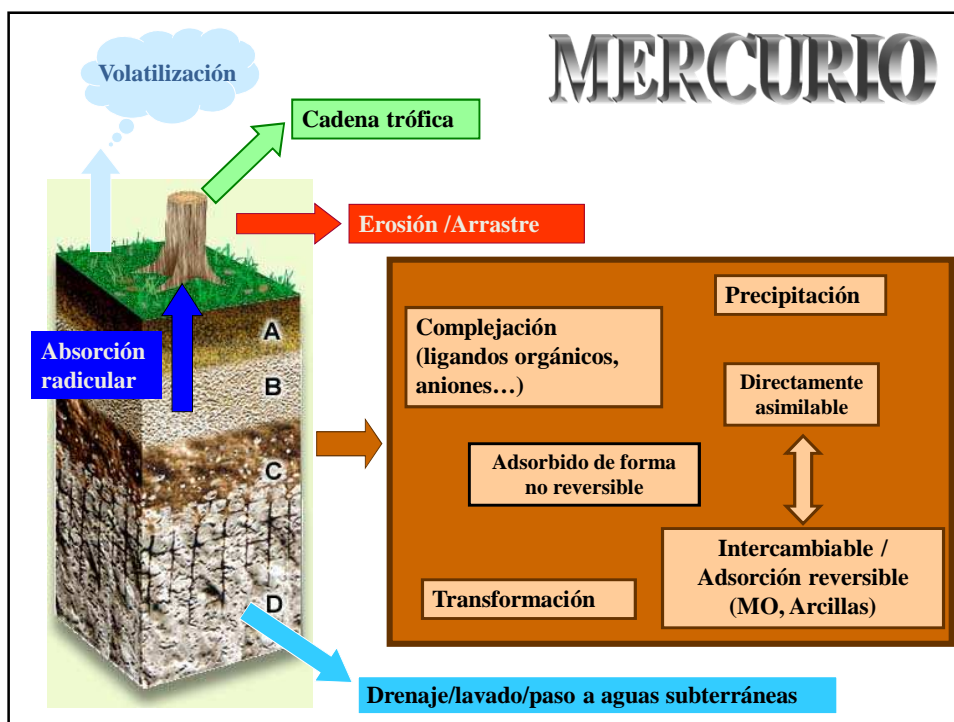 MERCURIO
Volatilización
Cadena trófica
Erosión /Arrastre
Absorción
radicular
A
B
C
D
Precipitación
Complejación
(ligandos orgánicos,
aniones…)
Directamente
asimilable
Adsorbido de forma
no reversible
Intercambiable /
Adsorción reversible
(MO, Arcillas)
Transformación
Drenaje/lavado/paso a aguas subterráneas